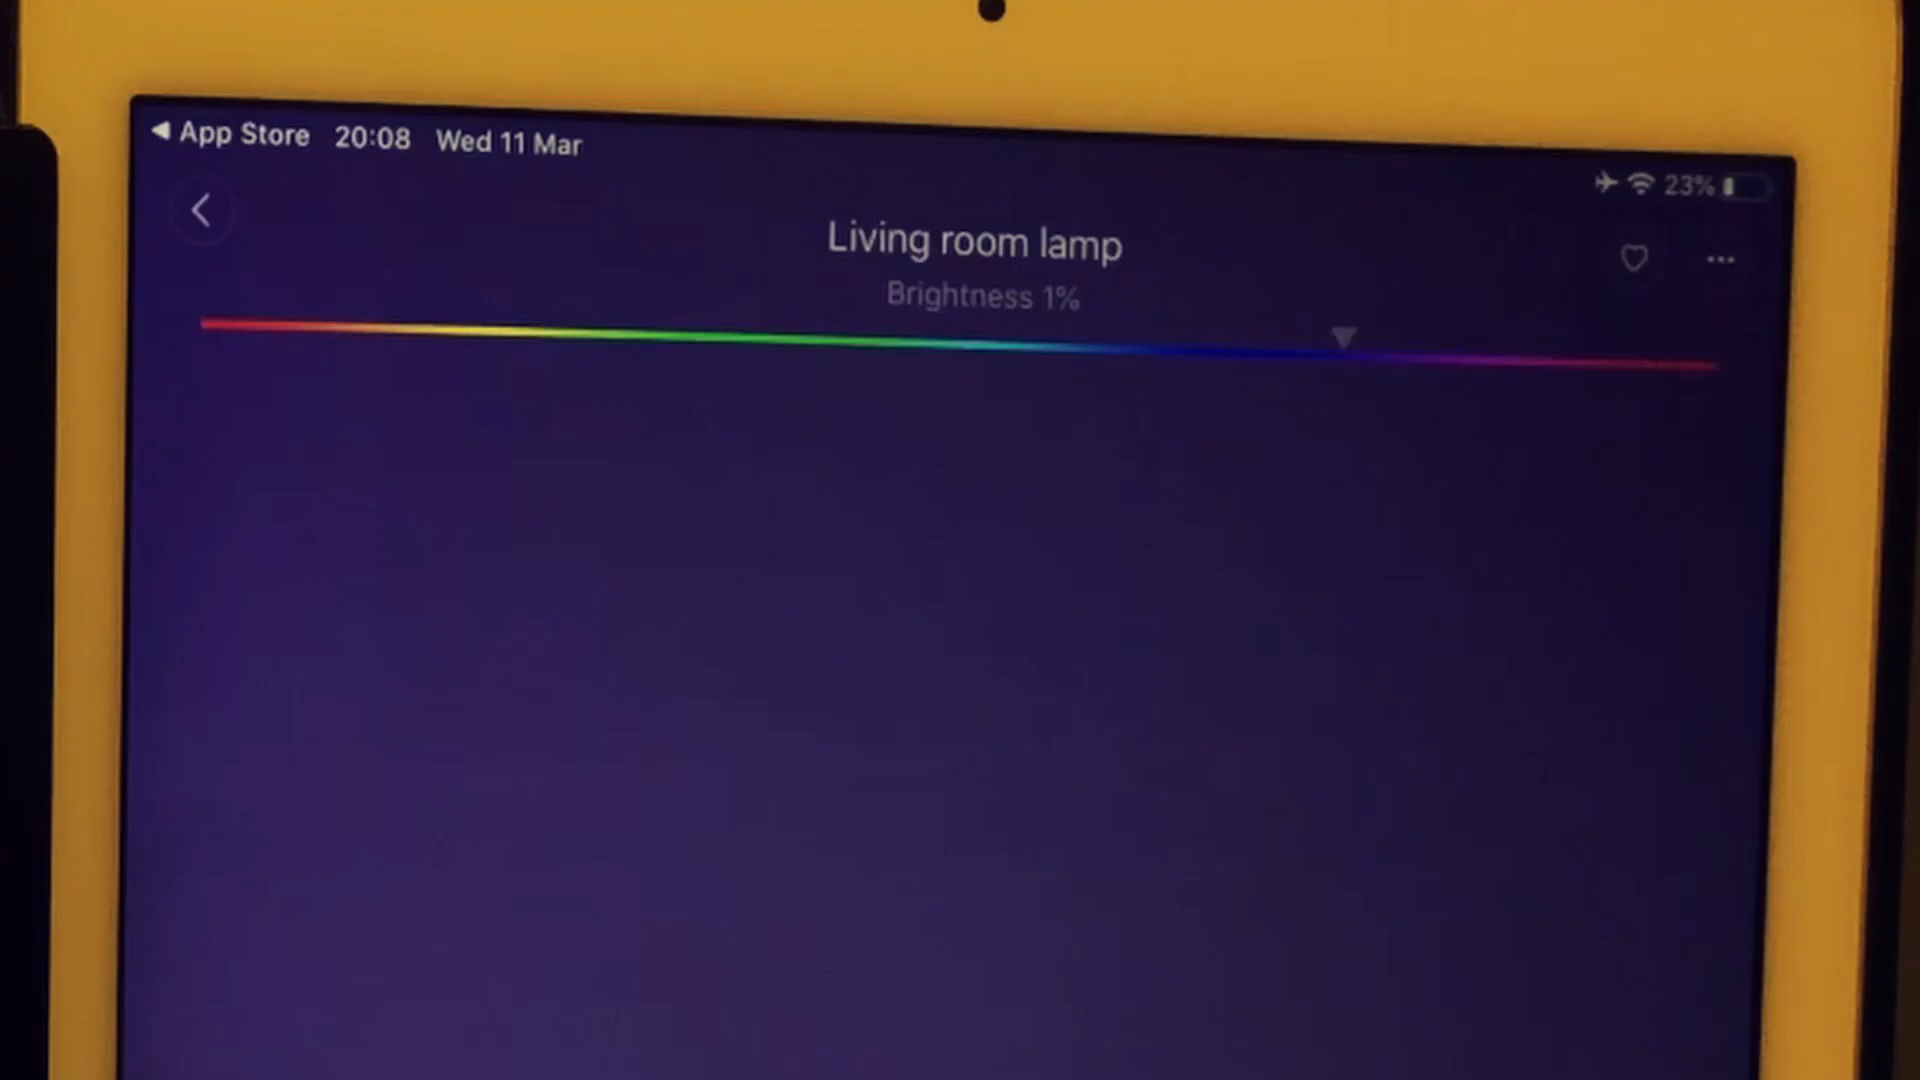 ◀ App Store 20:08 Wed 11 Mar
23%
Living room lamp
Brightness 1%